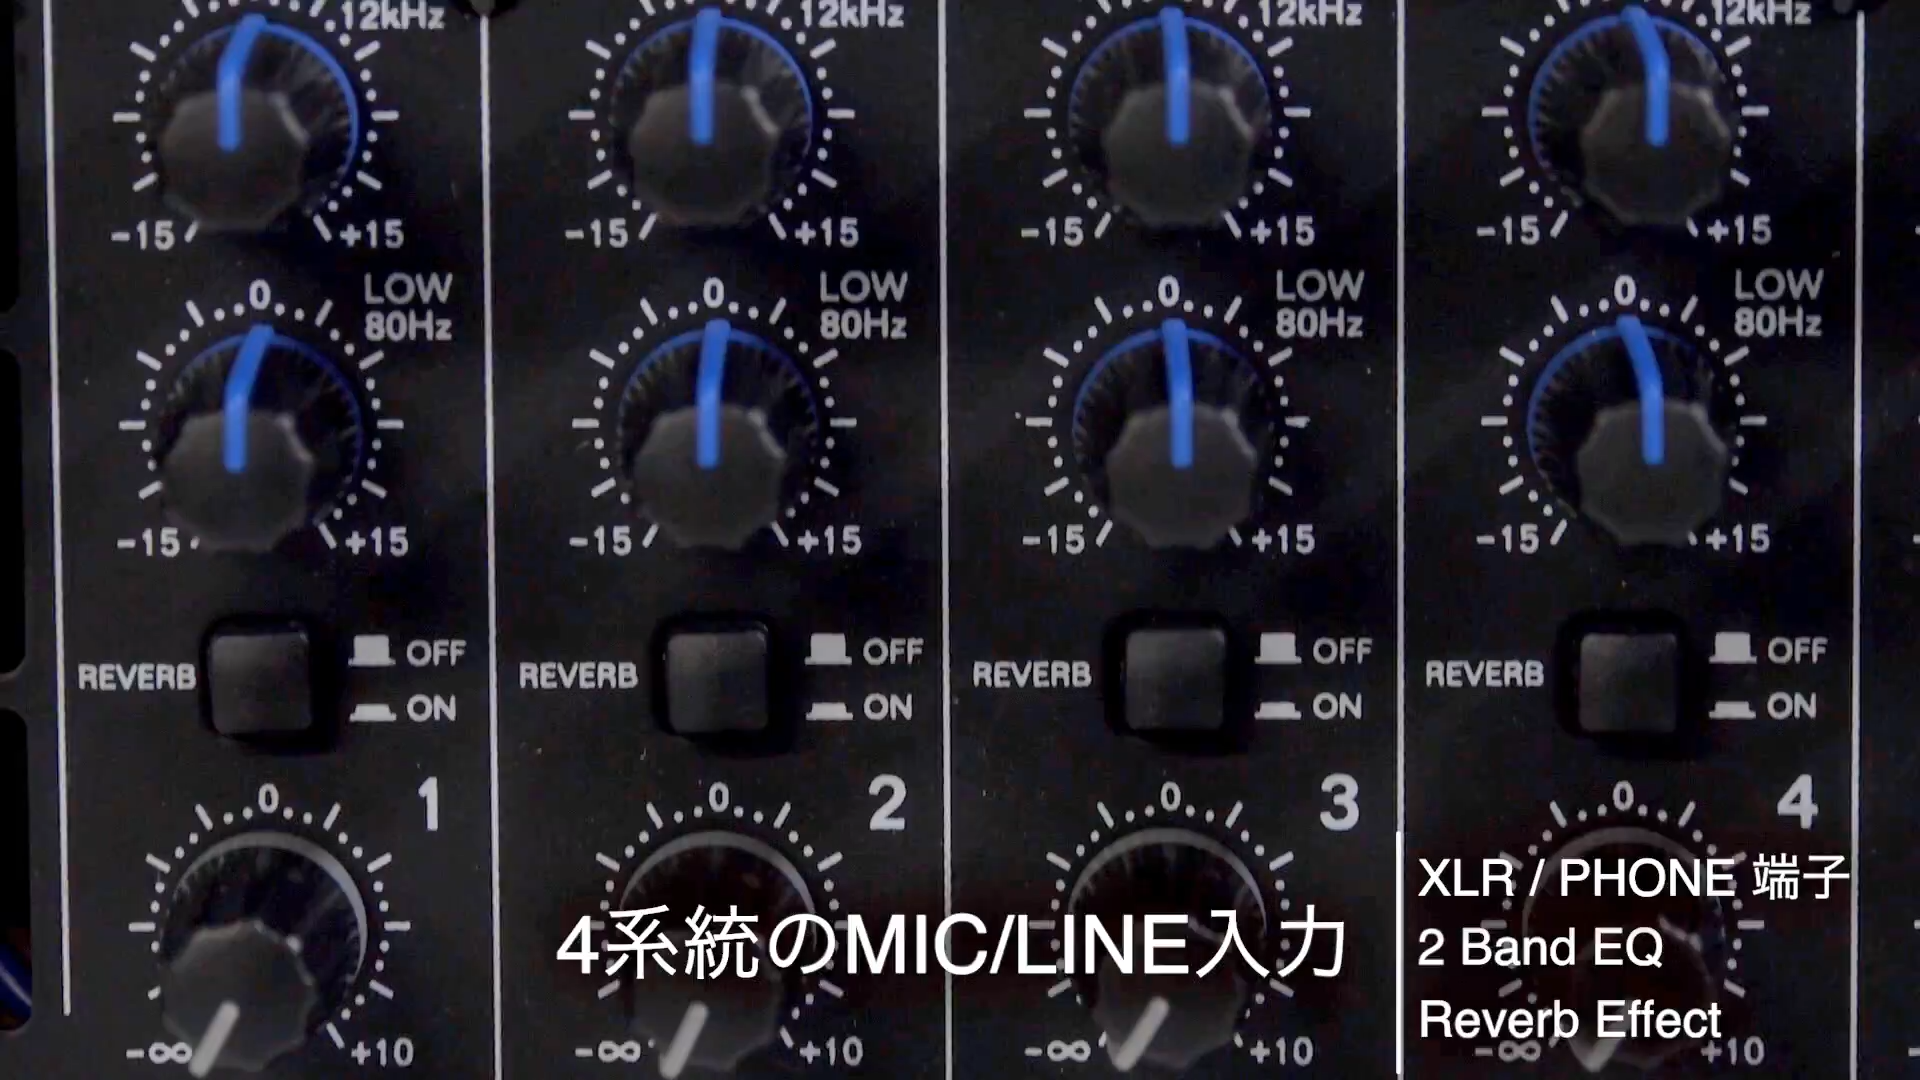 12kHz 12kHz 12kHz 12kHz
-15 +15 -15 +15 -15 +15 -15 +15
0 LOW 0 LOW 0 LOW 0 LOW
80Hz 80Hz 80Hz 80Hz
-15 +15 -15 +15 -15 +15 -15 +15
OFF OFF OFF OFF
REVERB REVERB REVERB REVERB
ON ON ON ON
0 1 0 2 0 3 0 4
XLR / PHONE 端子
4系統のMIC/LINE入力
2 Band EQ
Reverb Effect
-∞ +10 -∞ +10 -∞ +10 -∞ +10